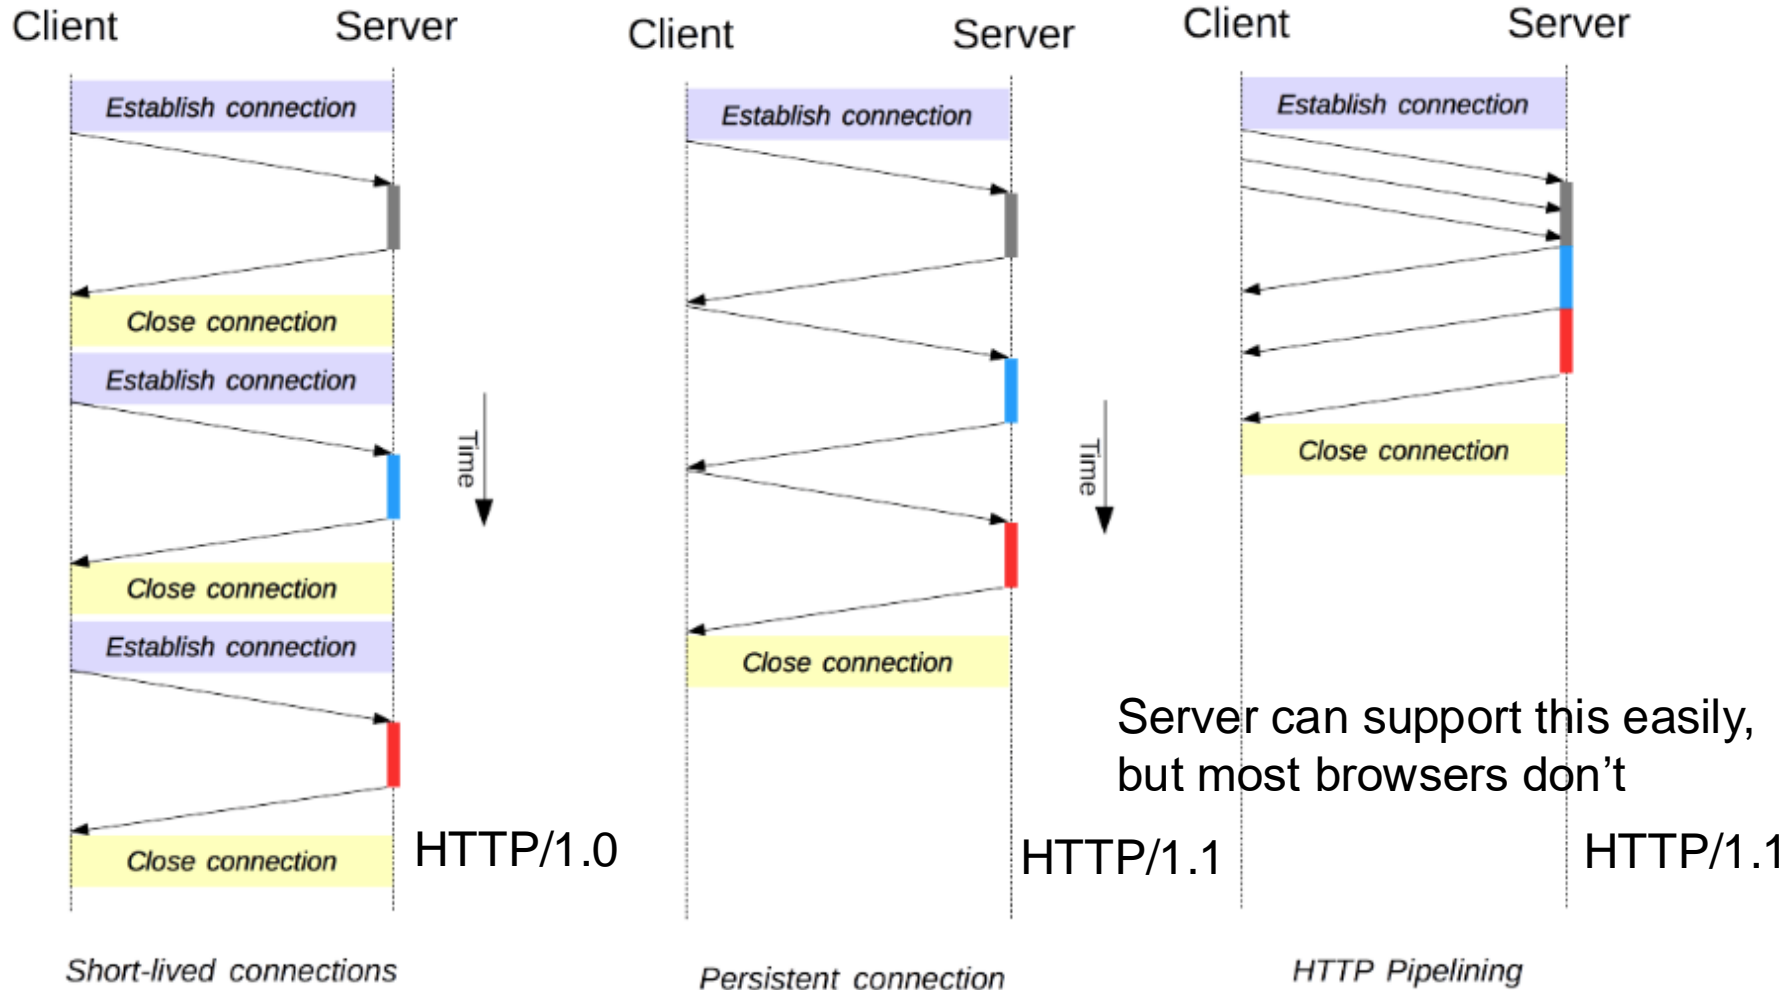 Client
Server
Establish connection
Close connection
Establish connection
Time
Close connection
Establish connection
Close connection
HTTP/1.0
Short-lived connections
Client
Server
Establish connection
Time
Close connection
HTTP/1.1
Persistent connection
Client
Server
Establish connection
Close connection
Server can support this easily,
but most browsers don’t
HTTP/1.1
HTTP Pipelining